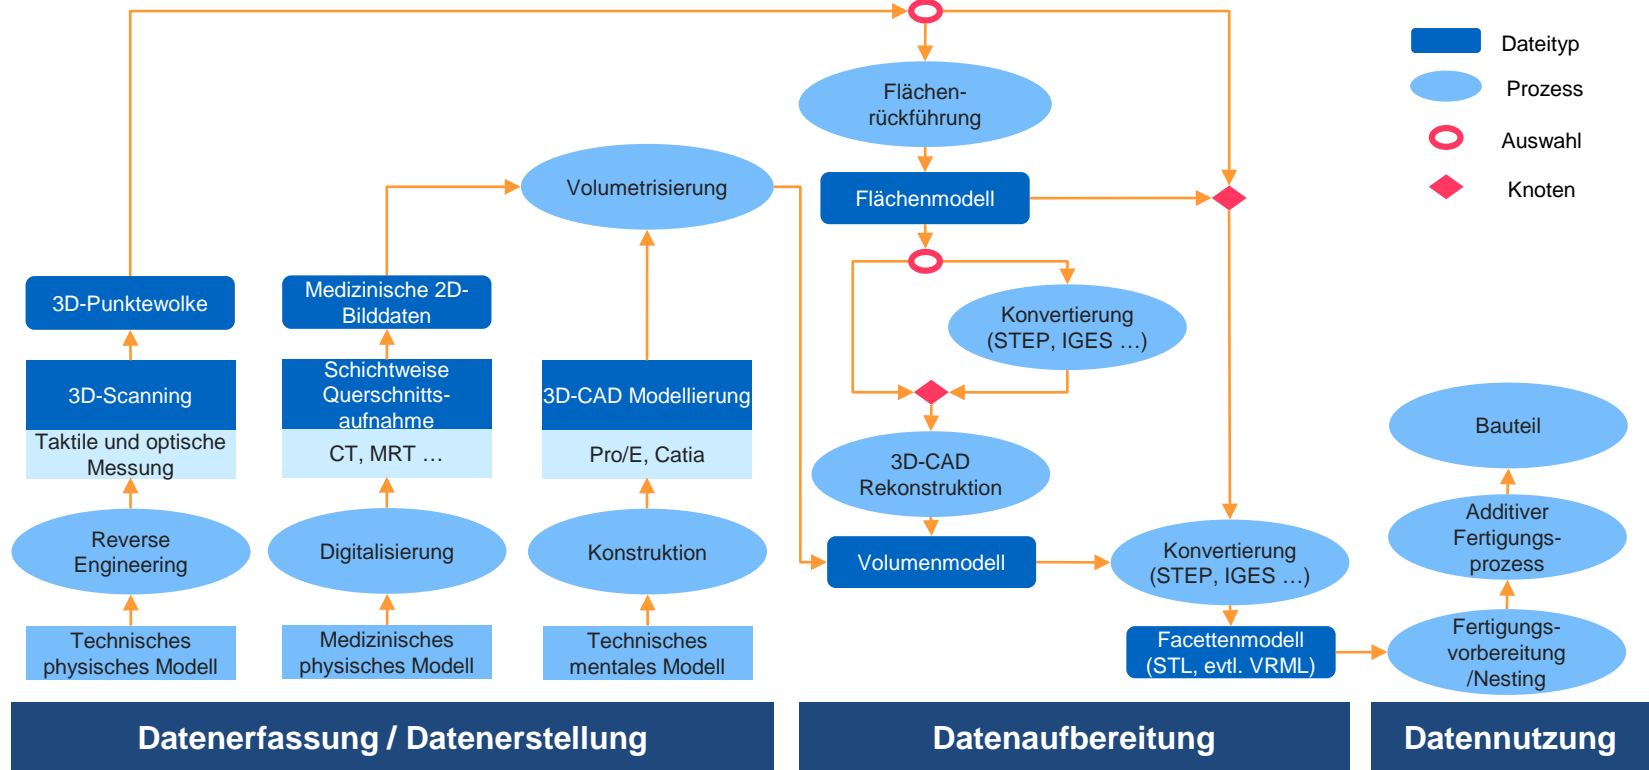 Flächen-
rückführung
Dateityp
Prozess
Auswahl
Knoten
Volumetrisierung
Flächenmodell
3D-Punktewolke
Medizinische 2D-
Bilddaten
Konvertierung
(STEP, IGES ...)
3D-Scanning
Taktile und optische
Messung
Schichtweise
Querschnitts-
aufnahme
CT, MRT ...
3D-CAD Modellierung
Pro/E, Catia
3D-CAD
Rekonstruktion
Bauteil
Reverse
Engineering
Digitalisierung
Konstruktion
Volumenmodell
Konvertierung
(STEP, IGES ...)
Additiver
Fertigungs-
prozess
Technisches
physisches Modell
Medizinisches
physisches Modell
Technisches
mentales Modell
Facettenmodell
(STL, evtl. VRML)
Fertigungs-
vorbereitung
/Nesting
Datenerfassung / Datenerstellung
Datenaufbereitung
Datennutzung